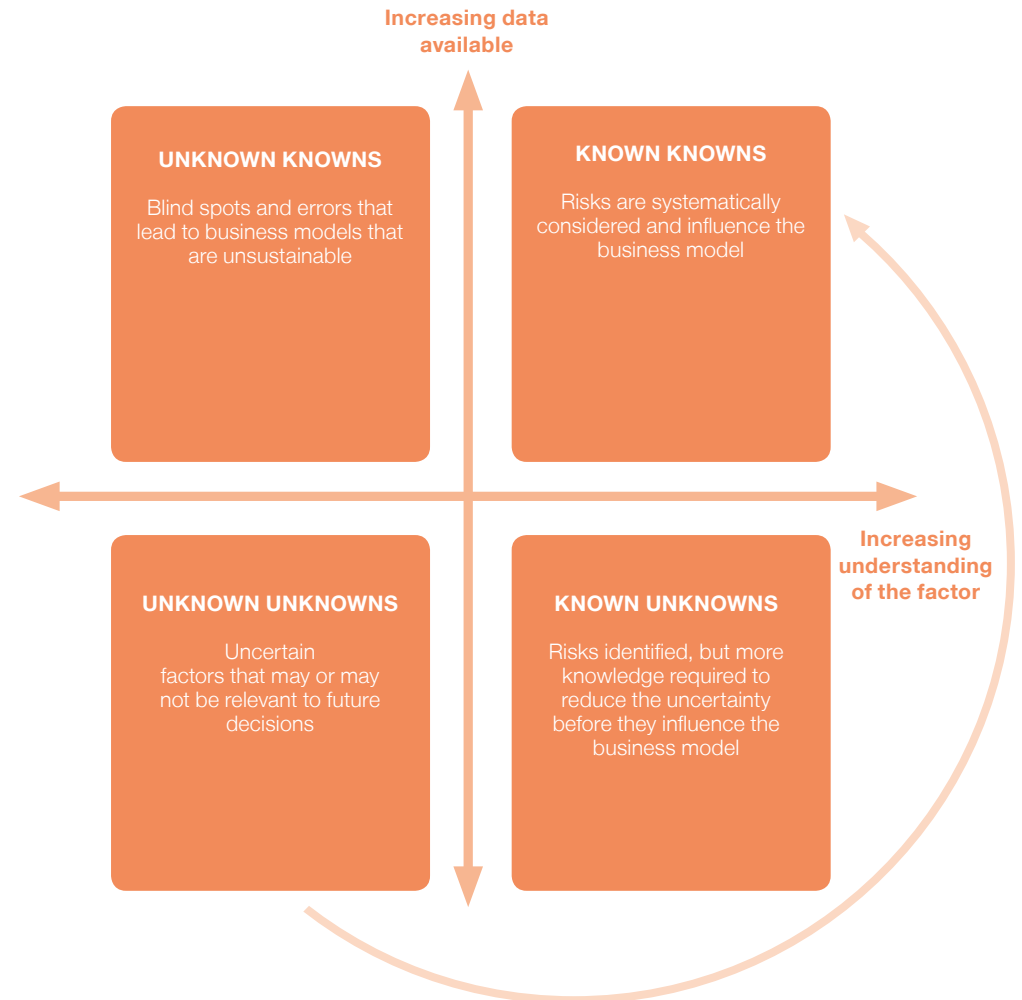 Increasing data
available
UNKNOWN KNOWNS
Blind spots and errors that
lead to business models that
are unsustainable
KNOWN KNOWNS
Risks are systematically
considered and influence the
business model
Increasing
understanding
of the factor
UNKNOWN UNKNOWNS
Uncertain
factors that may or may
not be relevant to future
decisions
KNOWN UNKNOWNS
Risks identified, but more
knowledge required to
reduce the uncertainty
before they influence the
business model